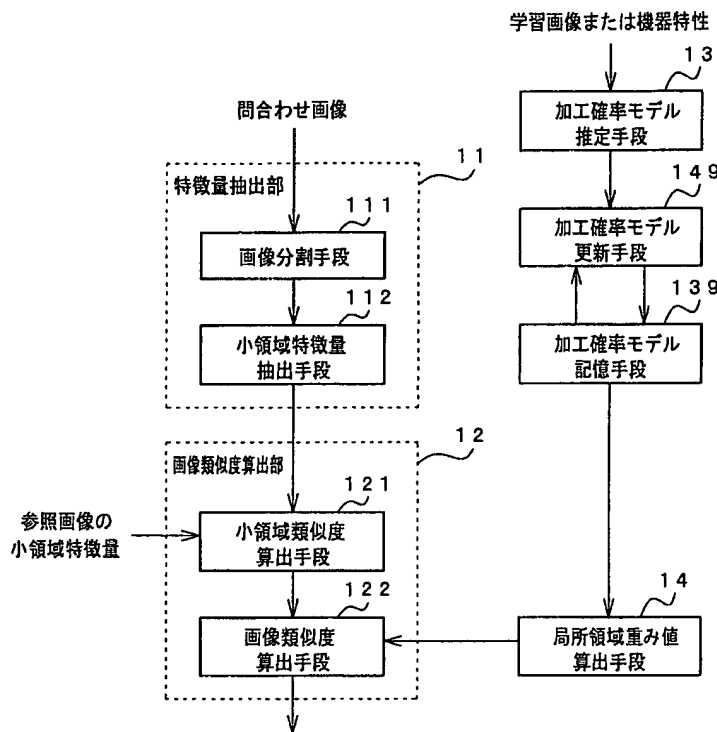 学習画像または機器特性
13
加工確率モデル
推定手段
問合わせ画像
11
特徴量抽出部
149
加工確率モデル
更新手段
111
画像分割手段
112
小領域特徴量
抽出手段
139
加工確率モデル
記憶手段
12
画像類似度算出部
121
参照画像の
小領域特徴量
小領域類似度
算出手段
122
画像類似度
算出手段
14
局所領域重み値
算出手段